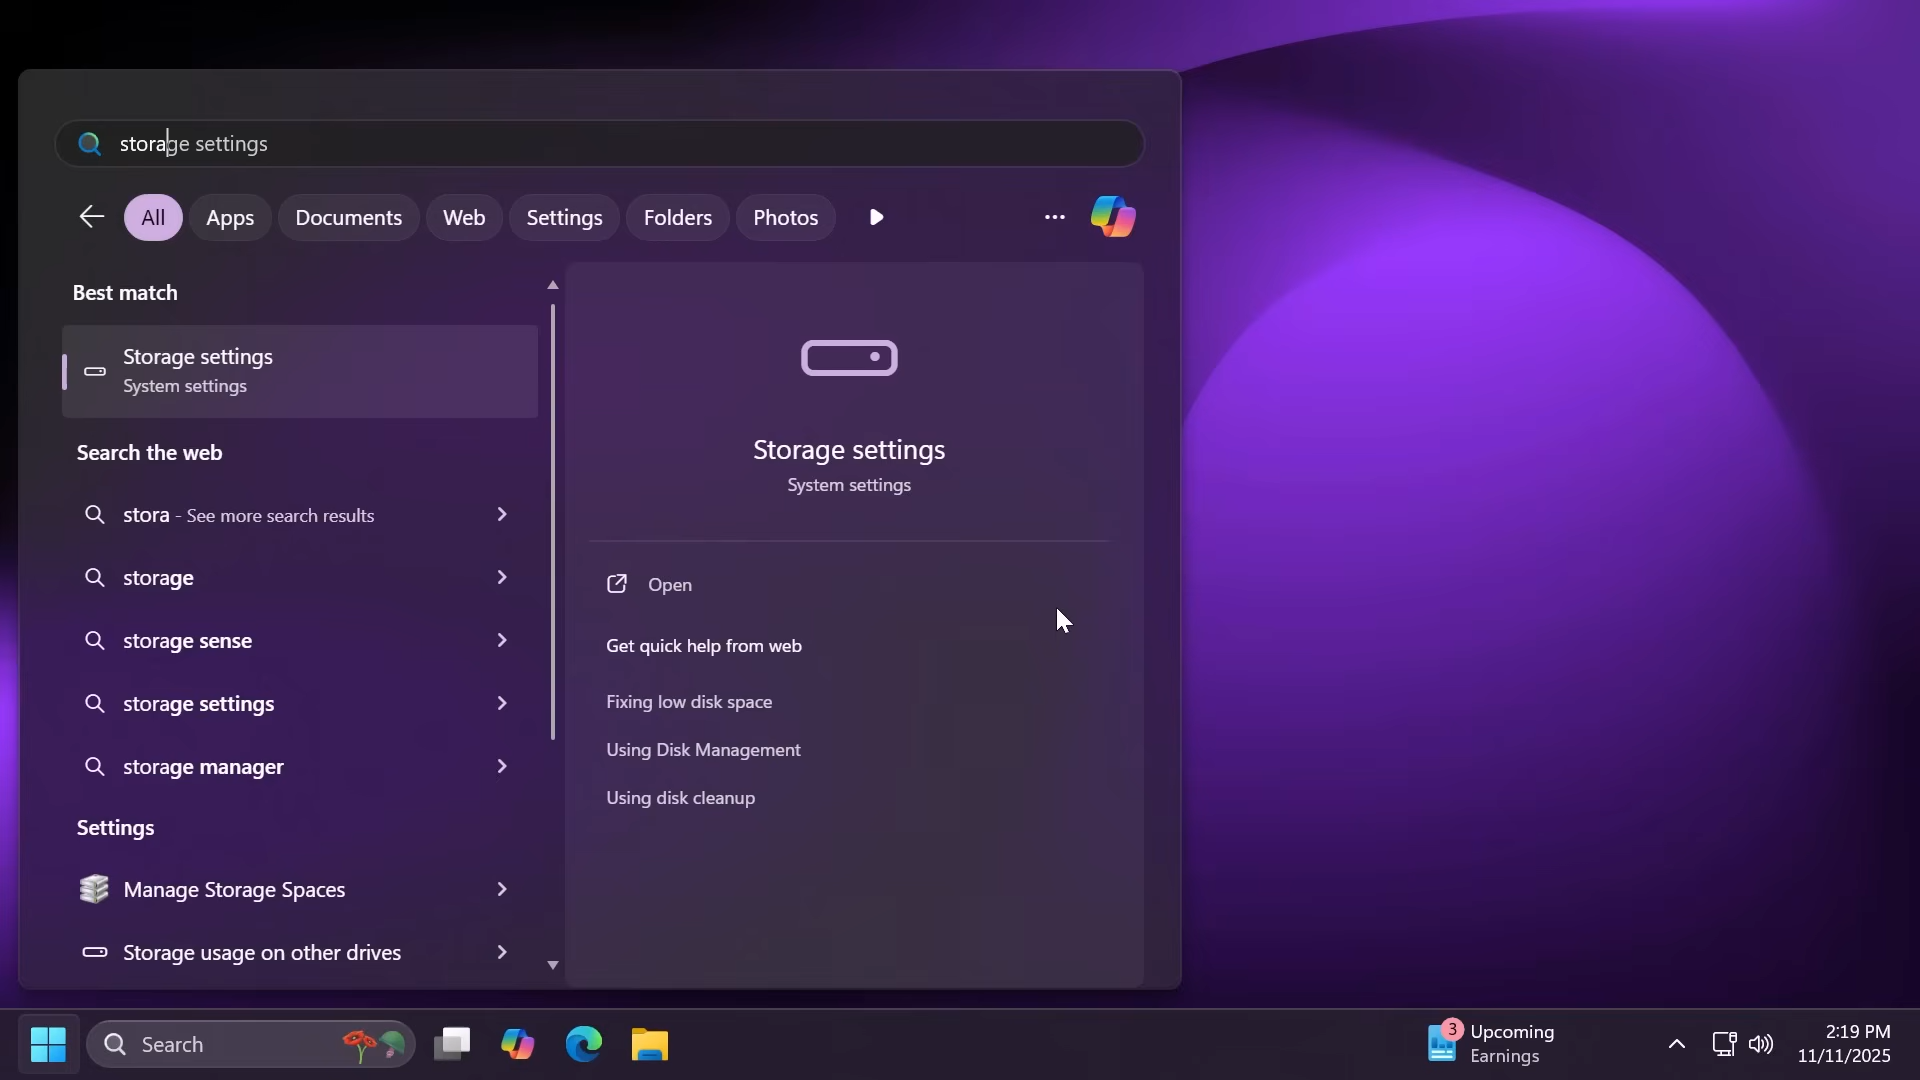 storage settings
All
Apps
Documents
Web
Settings
Folders
Photos
Best match
Storage settings
System settings
Search the web
stora - See more search results
storage
storage sense
storage settings
storage manager
Settings
Manage Storage Spaces
Storage usage on other drives
Storage settings
System settings
Open
Get quick help from web
Fixing low disk space
Using Disk Management
Using disk cleanup
Search
3
Upcoming
Earnings
2:19 PM
11/11/2025